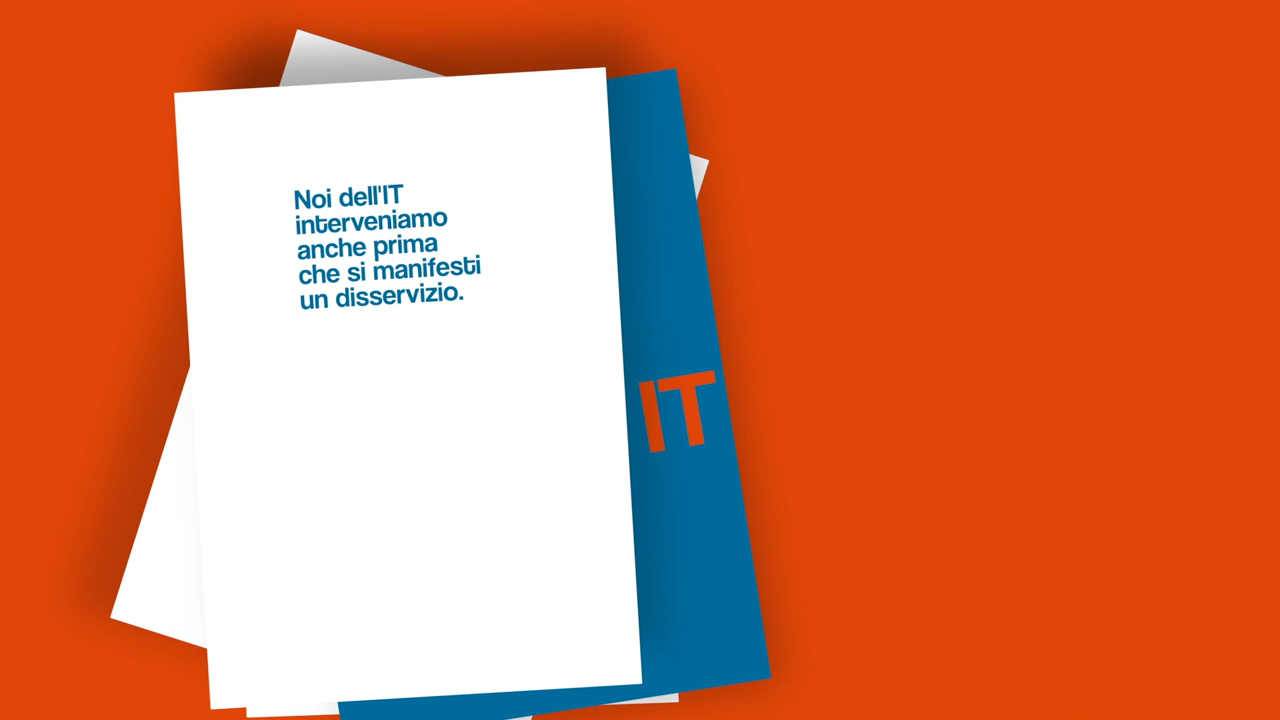 Noi dell'IT
interveniamo
anche prima
che si manifesti
un disservizio.
IT